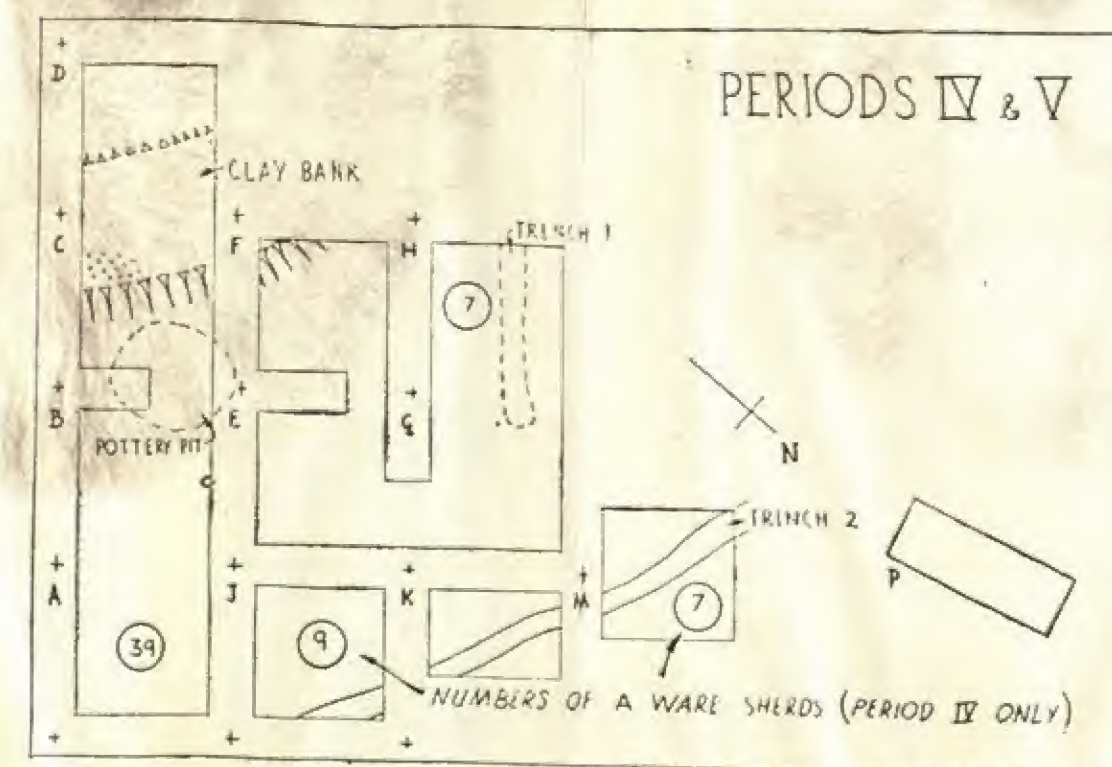 PERIODS IV & V
D
CLAY BANK
C
F
H
TRENCH 1
7
B
E
G
POTTERY PIT
N
TRENCH 2
A
J
K
M
7
P
39
9
NUMBERS OF A WARE SHERDS (PERIOD IV ONLY)